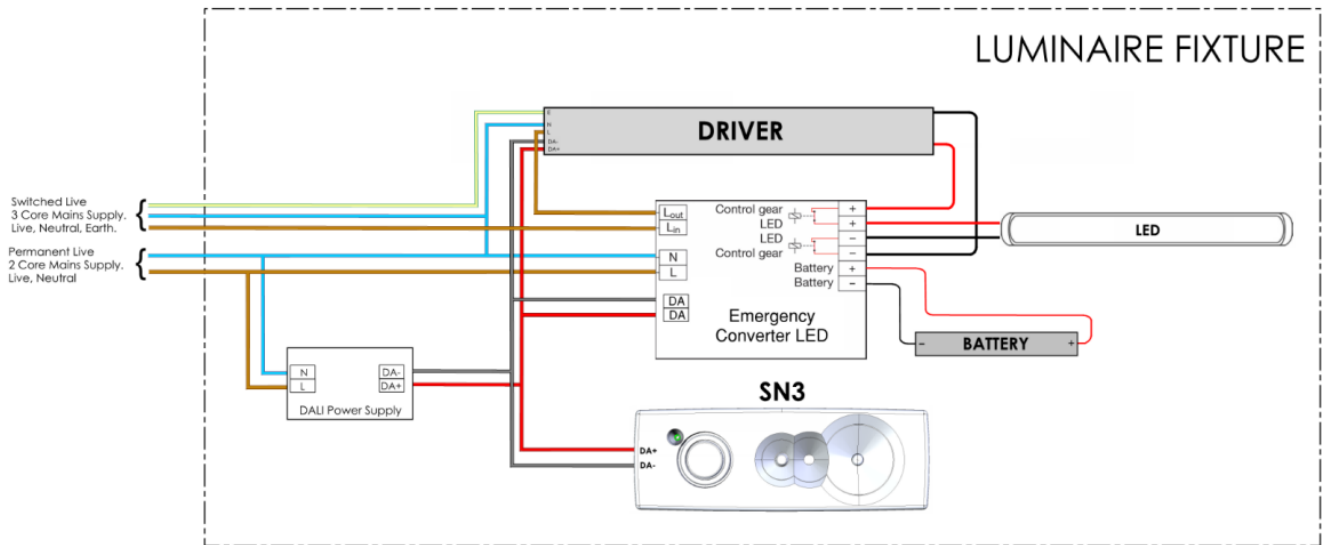 LUMINAIRE FIXTURE
E
N
L
DA-
DA+
DRIVER
Switched Live
3 Core Mains Supply.
Live, Neutral, Earth.
Permanent Live
2 Core Mains Supply.
Live, Neutral
Lout
Lin
N
L
DA
DA
Control gear +
LED +
LED -
Control gear -
Battery +
Battery -
Emergency
Converter LED
LED
- BATTERY +
N DA-
L DA+
DALI Power Supply
SN3
DA+
DA-